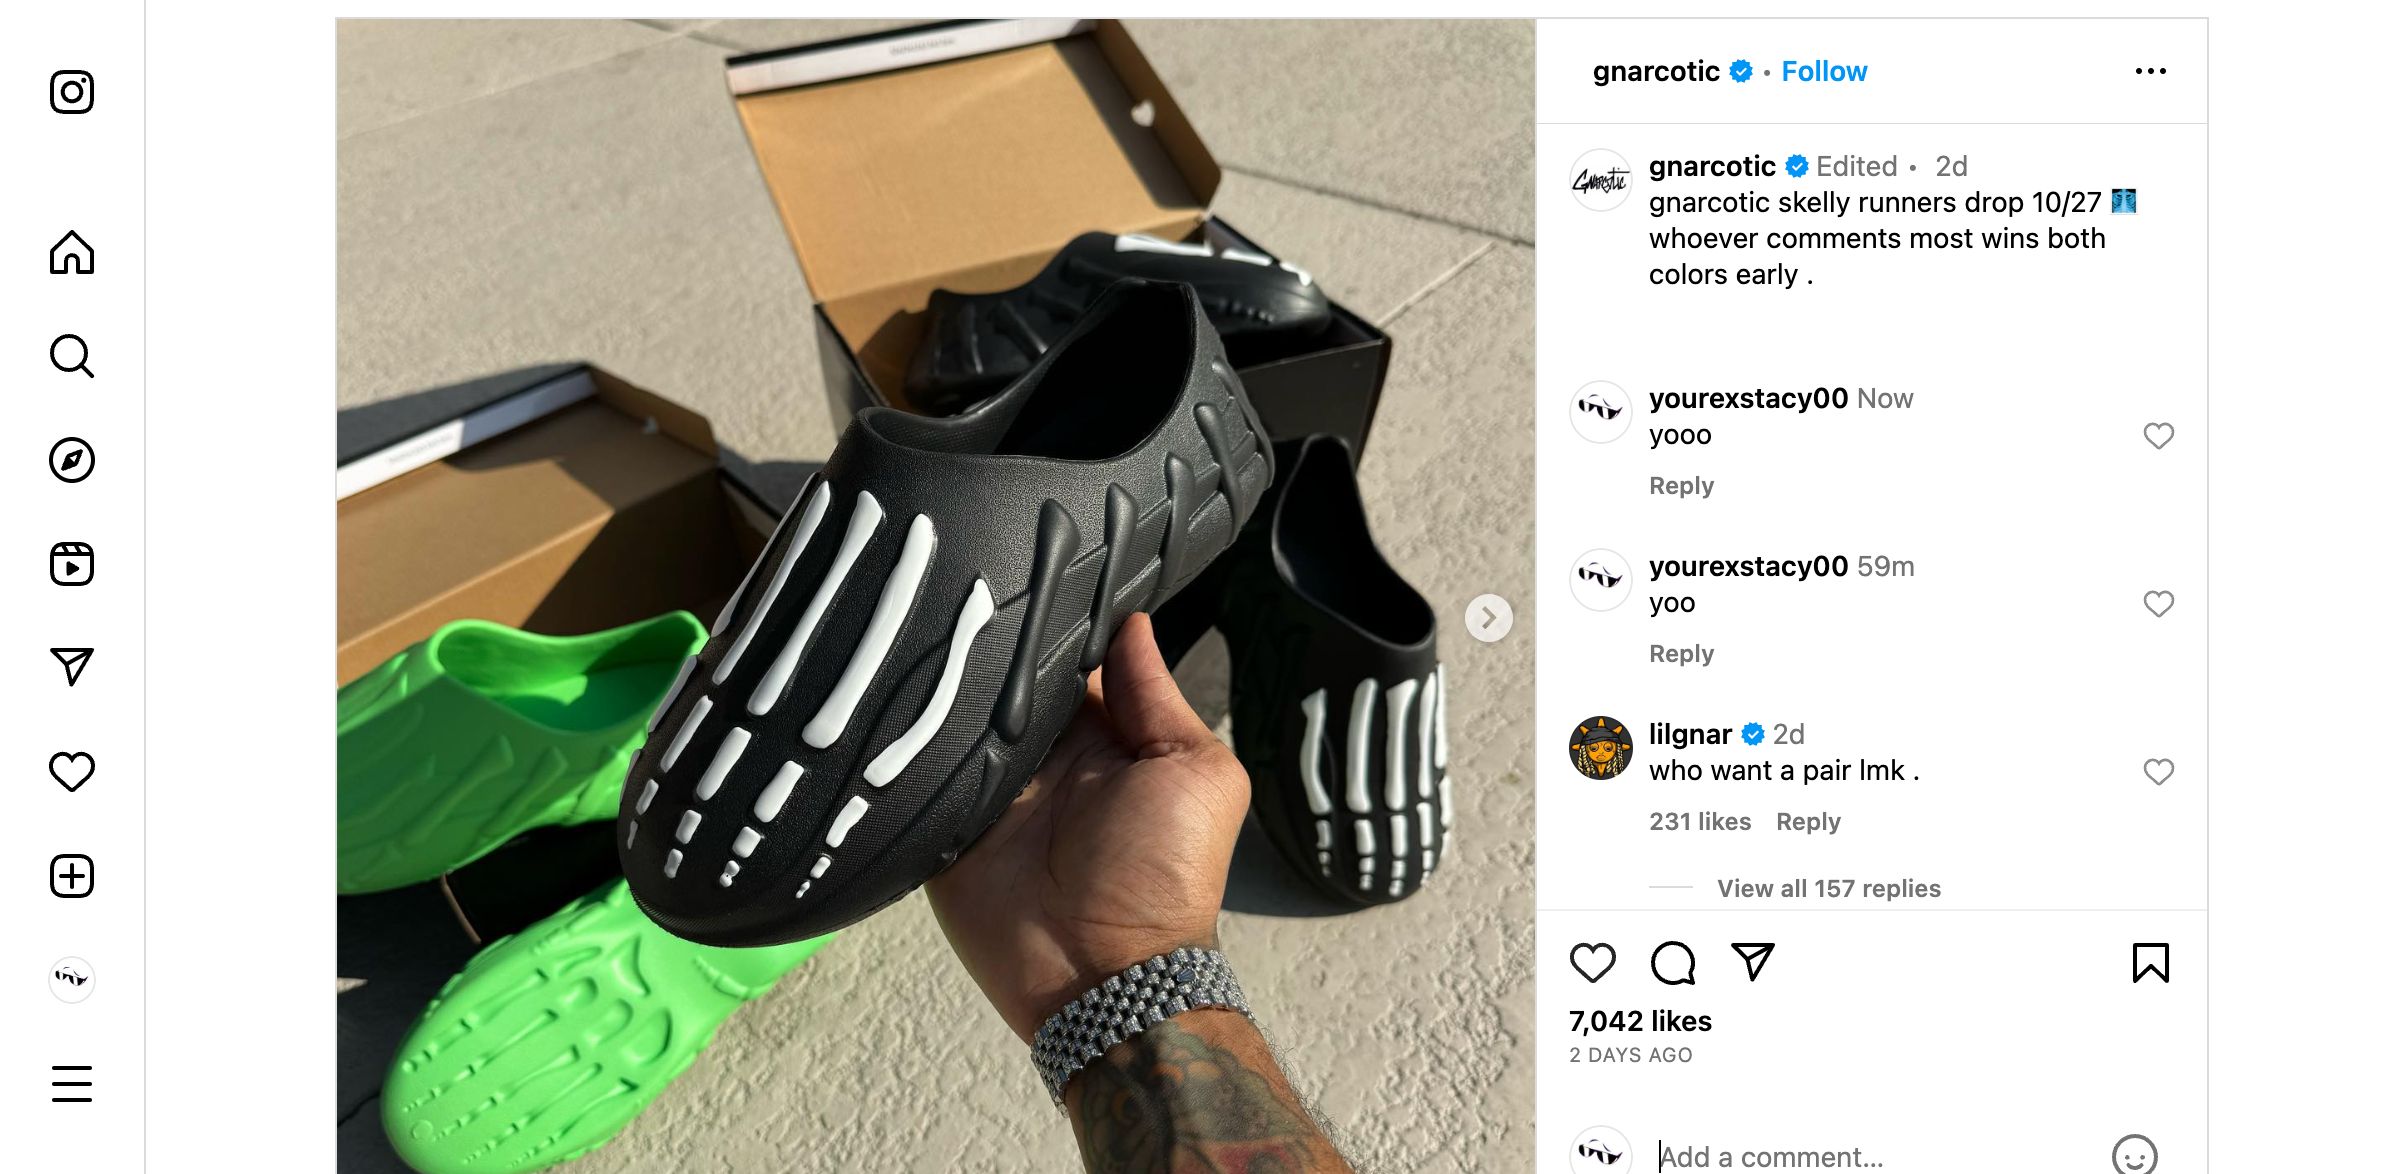 gnarcotic • Follow
gnarcotic Edited • 2d
gnarcotic skelly runners drop 10/27 🩻
whoever comments most wins both
colors early .
yourexstacy00 Now
yooo
Reply
yourexstacy00 59m
yoo
Reply
lilgnar 2d
who want a pair lmk .
231 likes Reply
View all 157 replies
7,042 likes
2 DAYS AGO
Add a comment...